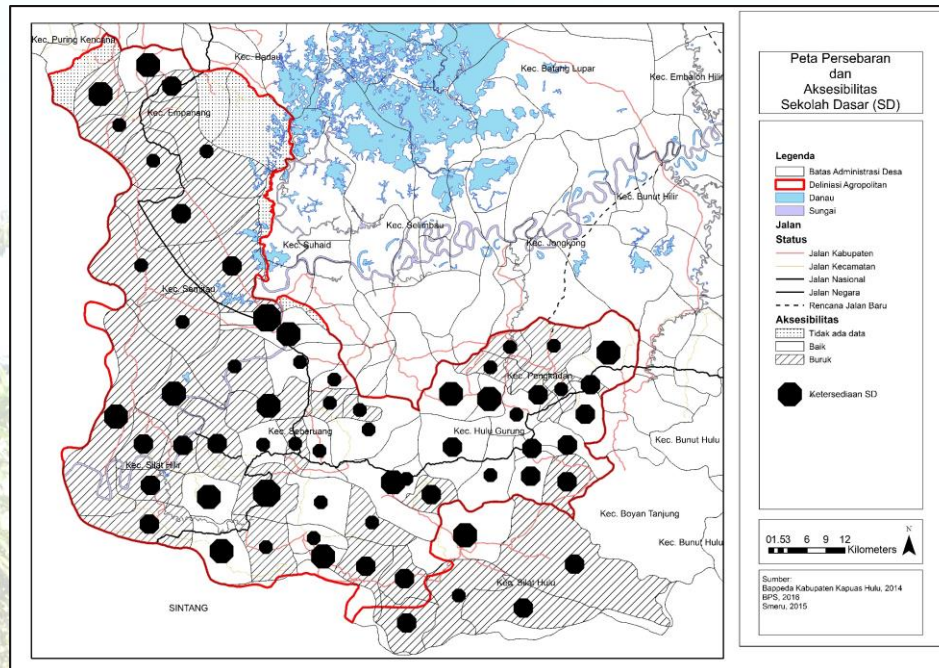 Kec. Puring Kencana
Kec. Badau
Kec. Batang Lupar
Kec. Embaloh Hilir
Kec. Empanang
Kec. Bunut Hilir
Kec. Selimbau
Kec. Suhaid
Kec. Jongkong
Kec. Semitau
Kec. Pengkadan
Kec. Seberuang
Kec. Hulu Gurung
Kec. Bunut Hulu
Kec. Silat Hilir
Kec. Boyan Tanjung
Kec. Bunut Hulu
Kec. Silat Hulu
SINTANG
Peta Persebaran
dan
Aksesibilitas
Sekolah Dasar (SD)
Legenda
Batas Administrasi Desa
Deliniasi Agropolitan
Danau
Sungai
Jalan
Status
Jalan Kabupaten
Jalan Kecamatan
Jalan Nasional
Jalan Negara
Rencana Jalan Baru
Aksesibilitas
Tidak ada data
Baik
Buruk
Ketersediaan SD
N
01.53 6 9 12
Kilometers
Sumber:
Bappeda Kabupaten Kapuas Hulu, 2014
BPS, 2016
Smeru, 2015